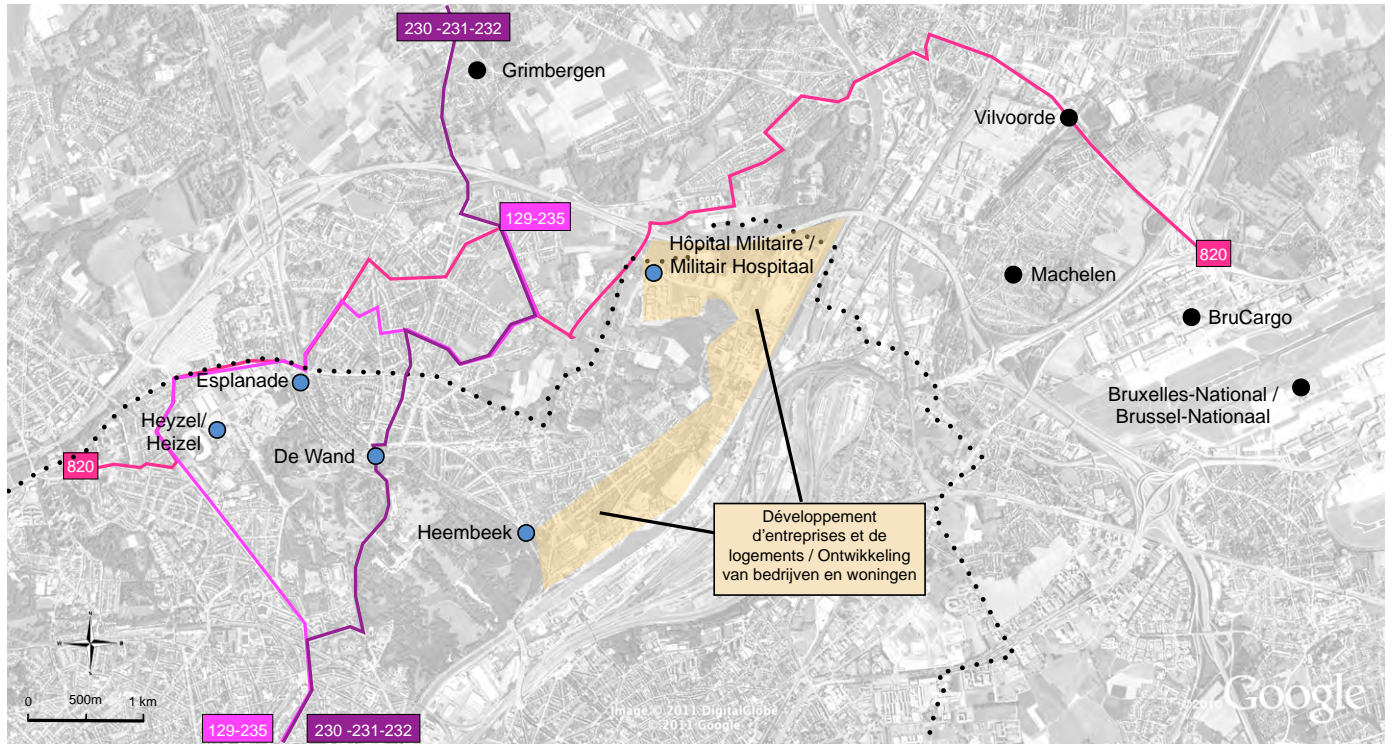 230 -231-232
Grimbergen
Vilvoorde
129-235
Hôpital Militaire /
Militair Hospitaal
820
Machelen
BruCargo
Esplanade
Bruxelles-National /
Brussel-Nationaal
Heyzel/
Heizel
De Wand
820
Heembeek
Développement
d'entreprises et de
logements / Ontwikkeling
van bedrijven en woningen
N
W
E
S
0 500m 1 km
Image © 2011 DigitalGlobe
© 2011 Google
©2010 Google
129-235
230 -231-232